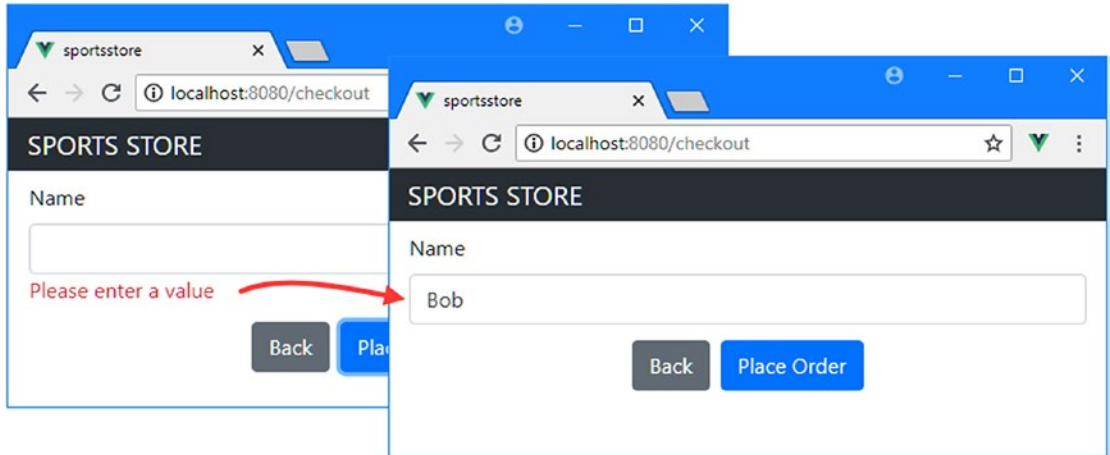 sportsstore
localhost:8080/checkout
SPORTS STORE
Name
Please enter a value
Back
sportsstore
localhost:8080/checkout
SPORTS STORE
Name
Bob
Back Place Order